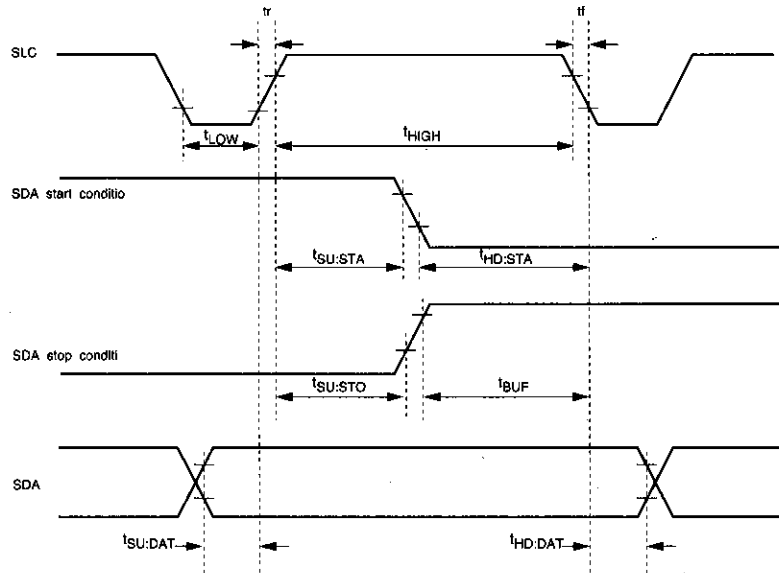 tr tf
SLC
tLOW tHIGH
SDA start conditio
tSU:STA tHD:STA
SDA stop conditi
tSU:STO tBUF
SDA
tSU:DAT tHD:DAT